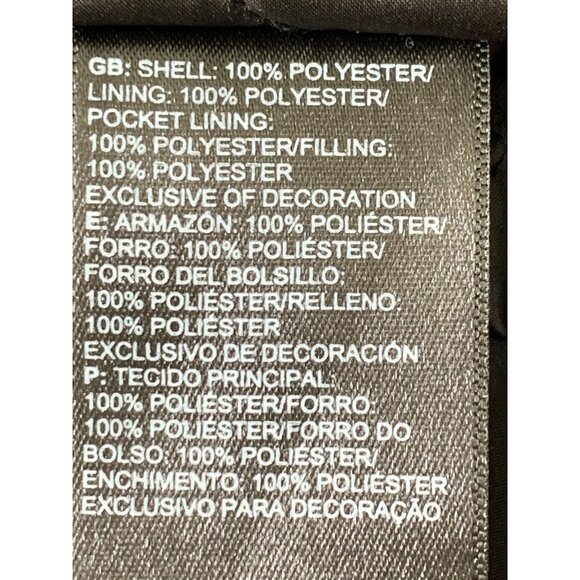 GB: SHELL: 100% POLYESTER/
LINING: 100% POLYESTER/
POCKET LINING:
100% POLYESTER/FILLING:
100% POLYESTER
EXCLUSIVE OF DECORATION
E: ARMAZÓN: 100% POLIÉSTER/
FORRO: 100% POLIÉSTER/
FORRO DEL BOLSILLO:
100% POLIÉSTER/RELLENO:
100% POLIÉSTER
EXCLUSIVO DE DECORACIÓN
P: TECIDO PRINCIPAL:
100% POLIÉSTER/FORRO:
100% POLIÉSTER/FORRO DO
BOLSO: 100% POLIÉSTER/
ENCHIMENTO: 100% POLIÉSTER
EXCLUSIVO PARA DECORAÇÃO